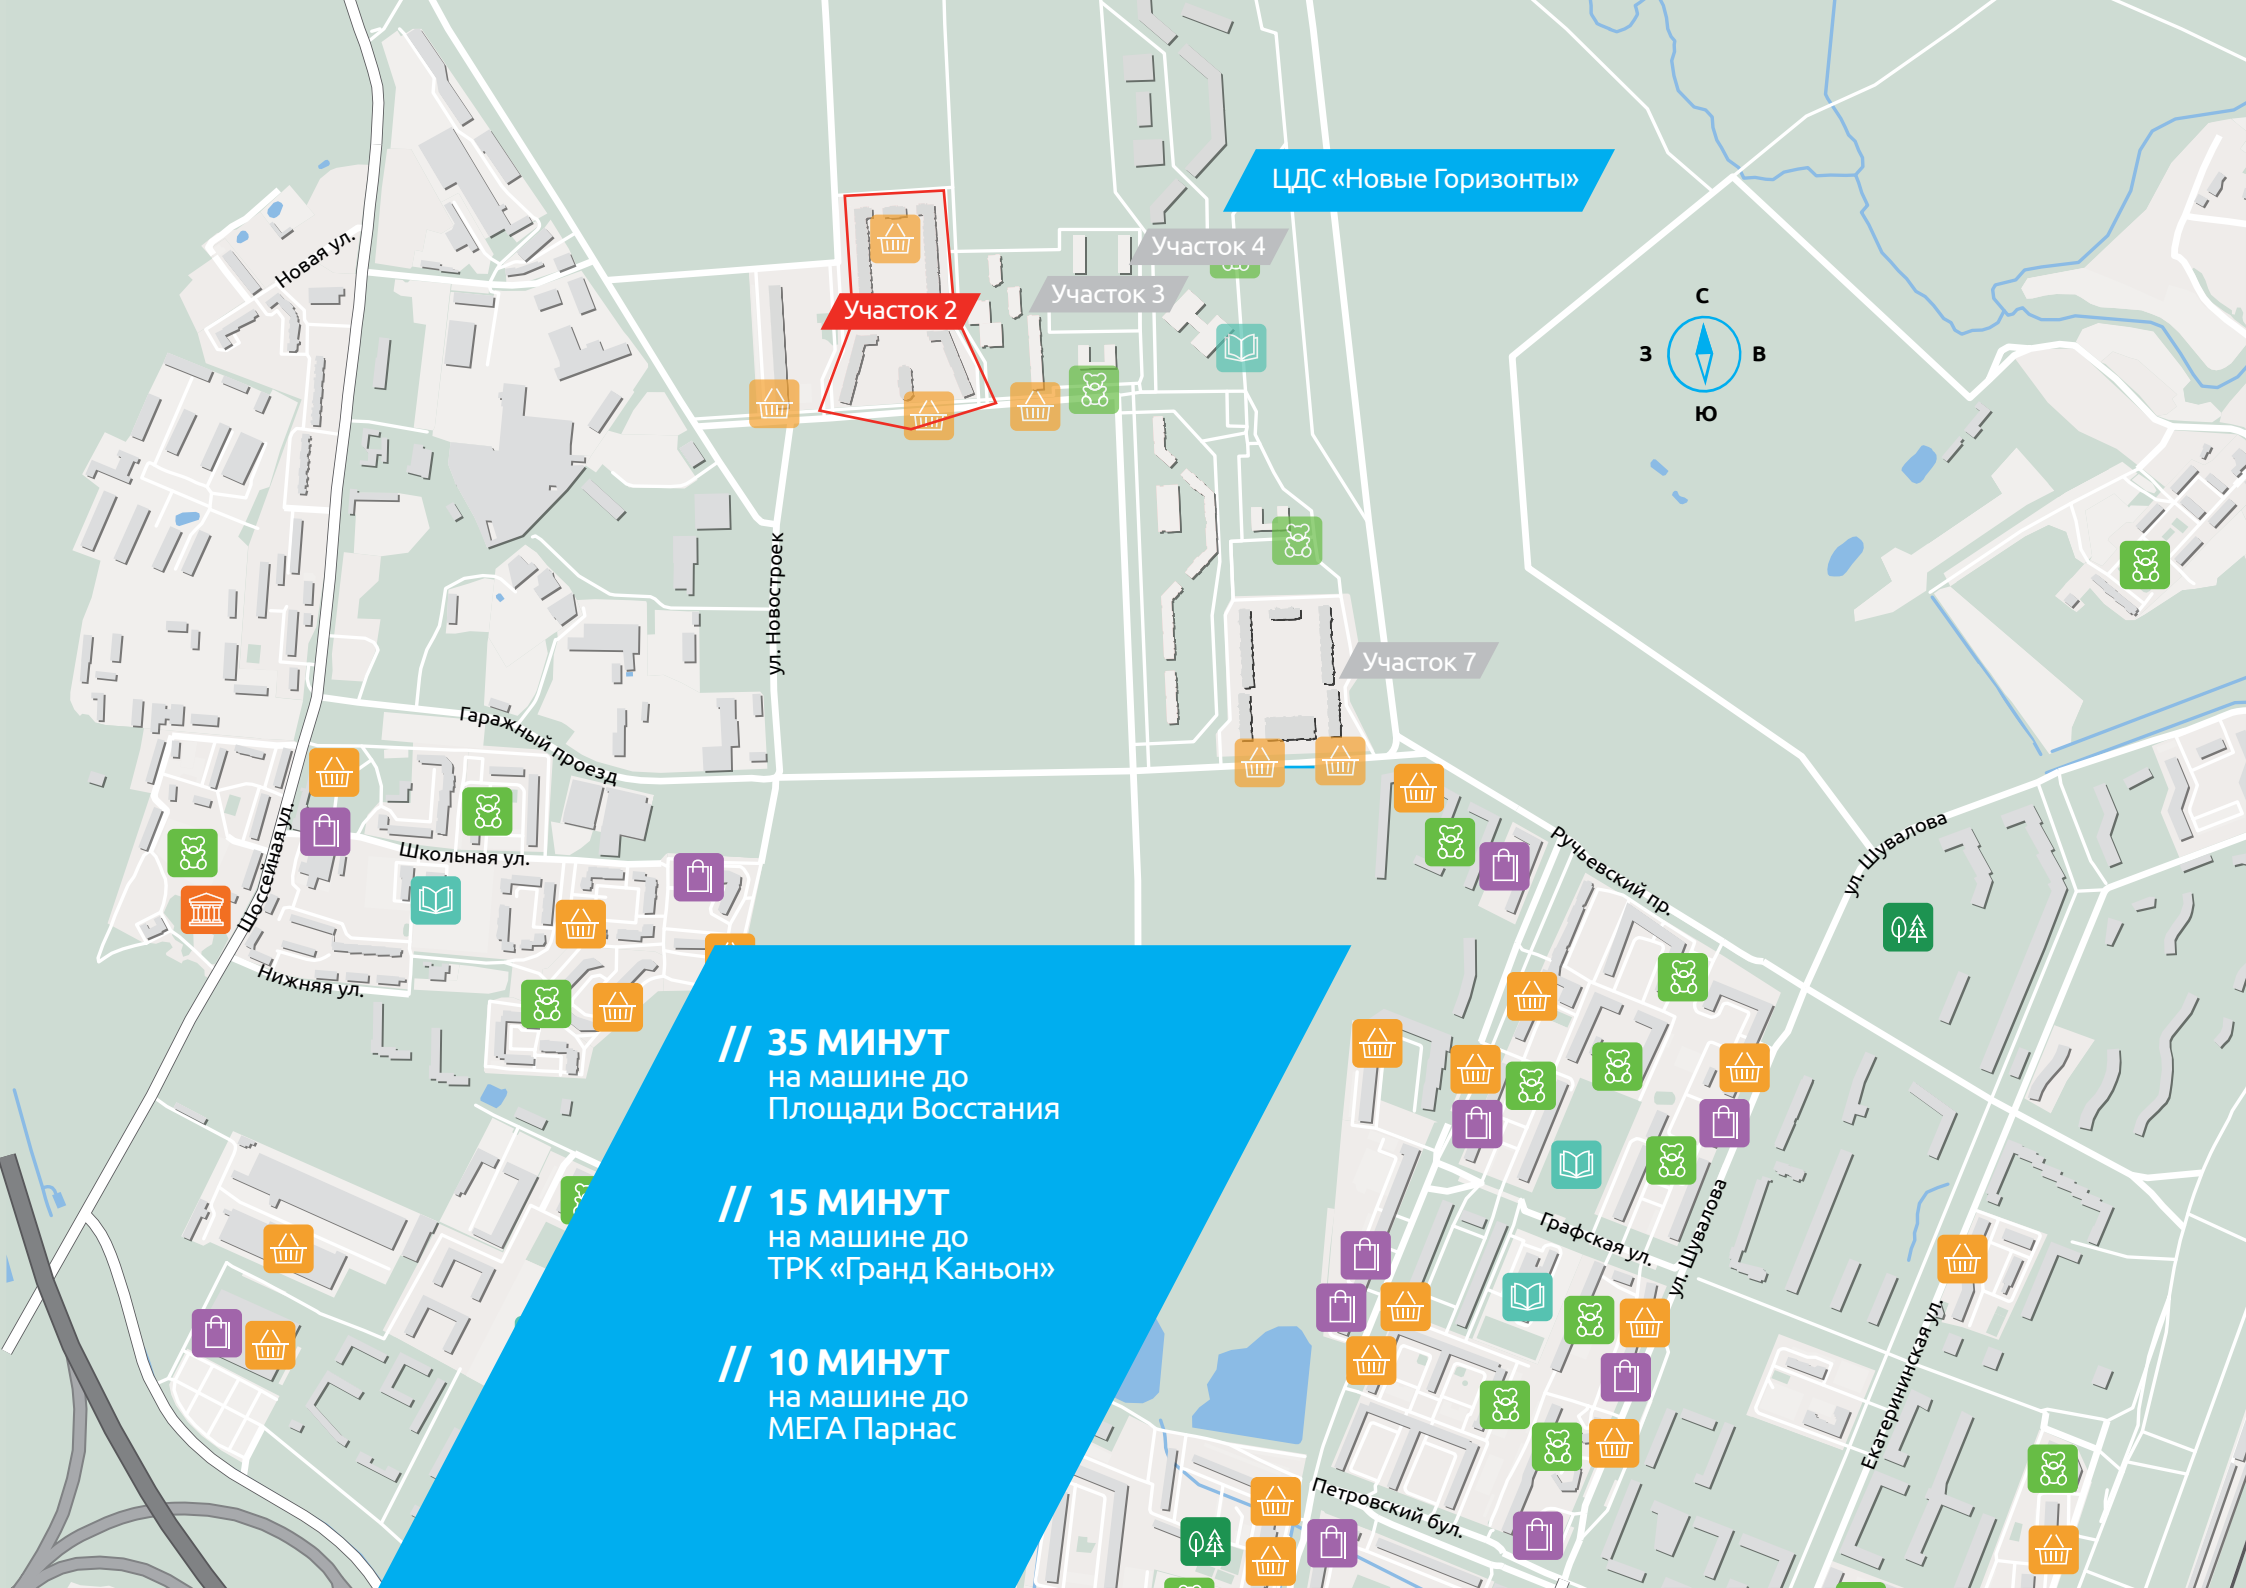 ЦДС «Новые Горизонты»
Участок 4
Участок 3
Участок 2
Новая ул.
С
З
В
Ю
ул. Новостроек
Участок 7
Гаражный проезд
Шоссейная ул.
Школьная ул.
Нижняя ул.
Ручьевский пр.
ул. Шувалова
// 35 МИНУТ
на машине до
Площади Восстания
// 15 МИНУТ
на машине до
ТРК «Гранд Каньон»
// 10 МИНУТ
на машине до
МЕГА Парнас
Графская ул.
ул. Шувалова
Екатерининская ул.
Петровский бул.